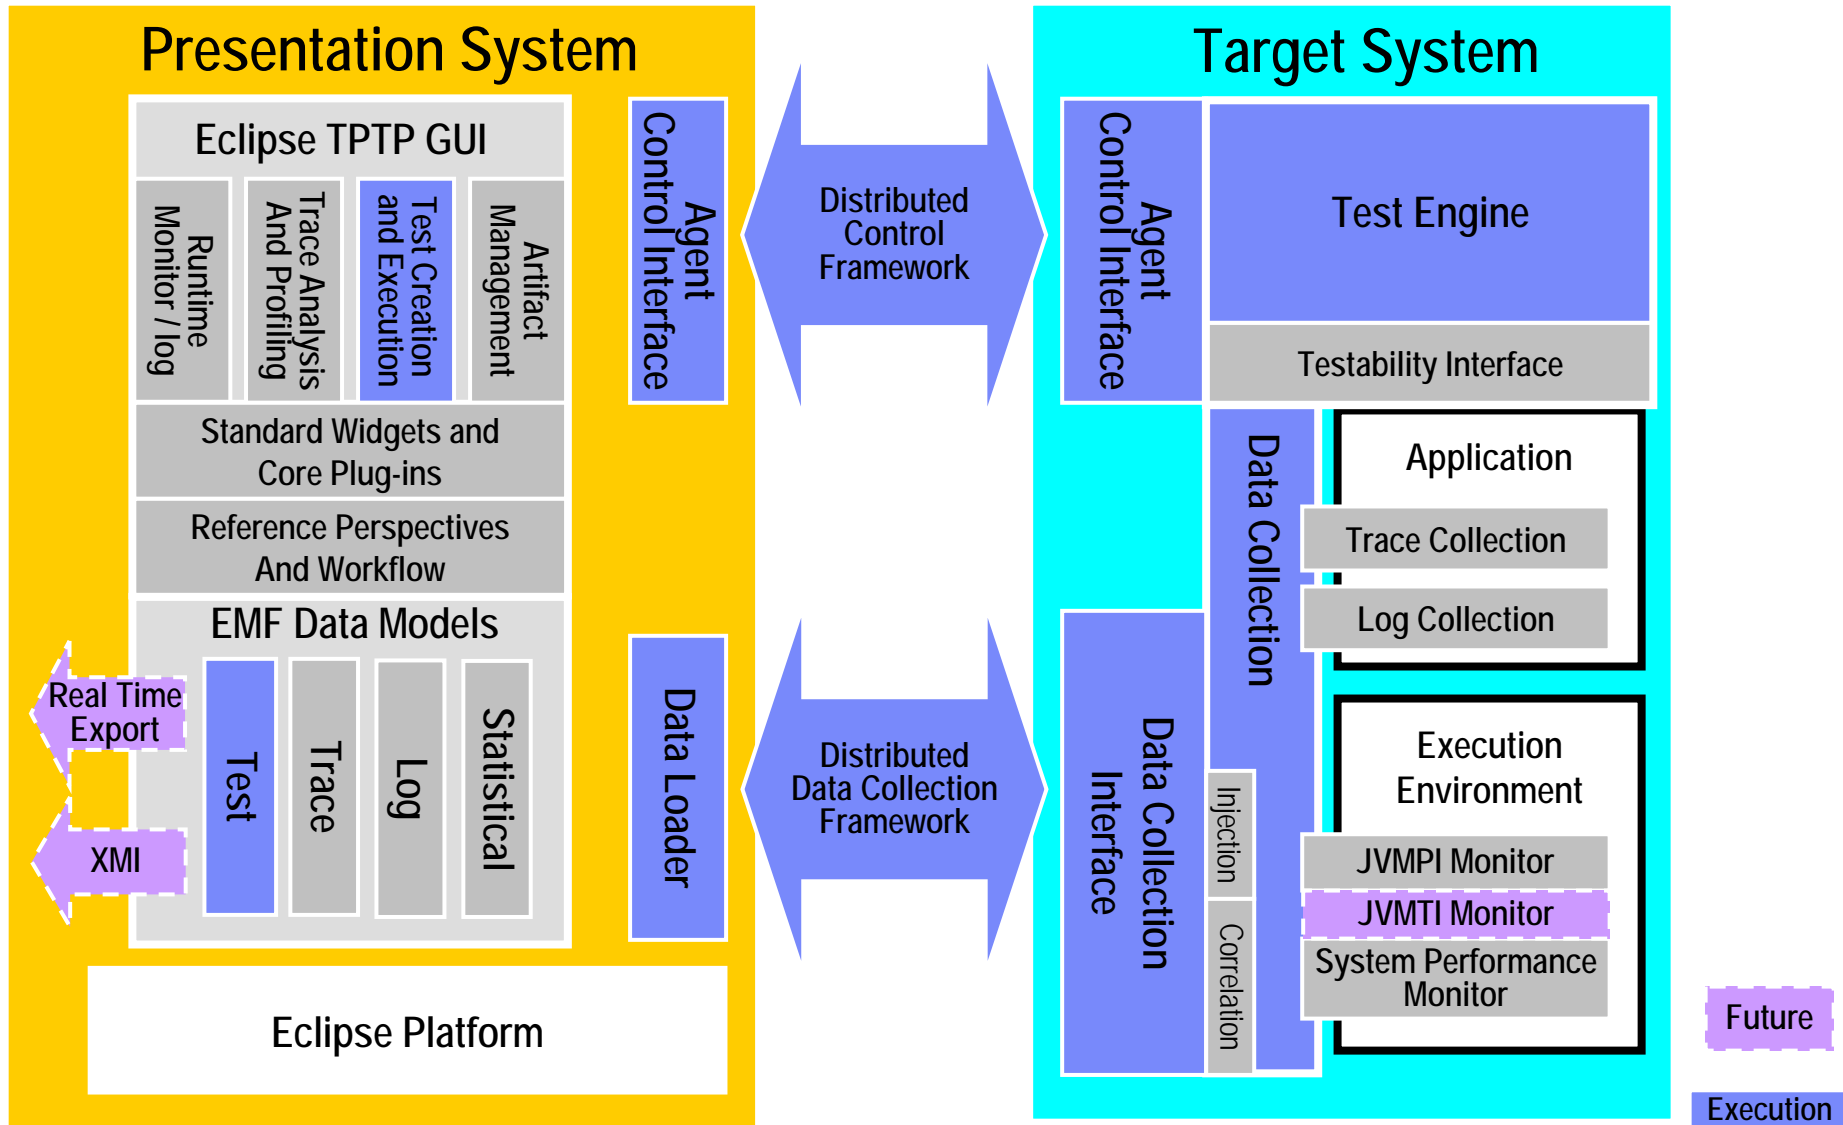 Presentation System
Eclipse TPTP GUI
Runtime
Monitor / log
Trace Analysis
And Profiling
Test Creation
and Execution
Artifact
Management
Standard Widgets and
Core Plug-ins
Reference Perspectives
And Workflow
EMF Data Models
Test
Trace
Log
Statistical
Real Time
Export
XMI
Agent
Control Interface
Data Loader
Eclipse Platform
Distributed
Control
Framework
Distributed
Data Collection
Framework
Target System
Agent
Control Interface
Test Engine
Testability Interface
Data Collection
Application
Trace Collection
Log Collection
Data Collection
Interface
Injection
Correlation
Execution
Environment
JVMPI Monitor
JVMTI Monitor
System Performance
Monitor
Future
Execution